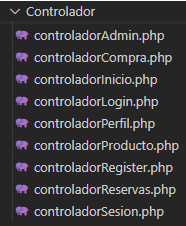 Controlador
controladorAdmin.php
controladorCompra.php
controladorInicio.php
controladorLogin.php
controladorPerfil.php
controladorProducto.php
controladorRegister.php
controladorReservas.php
controladorSesion.php